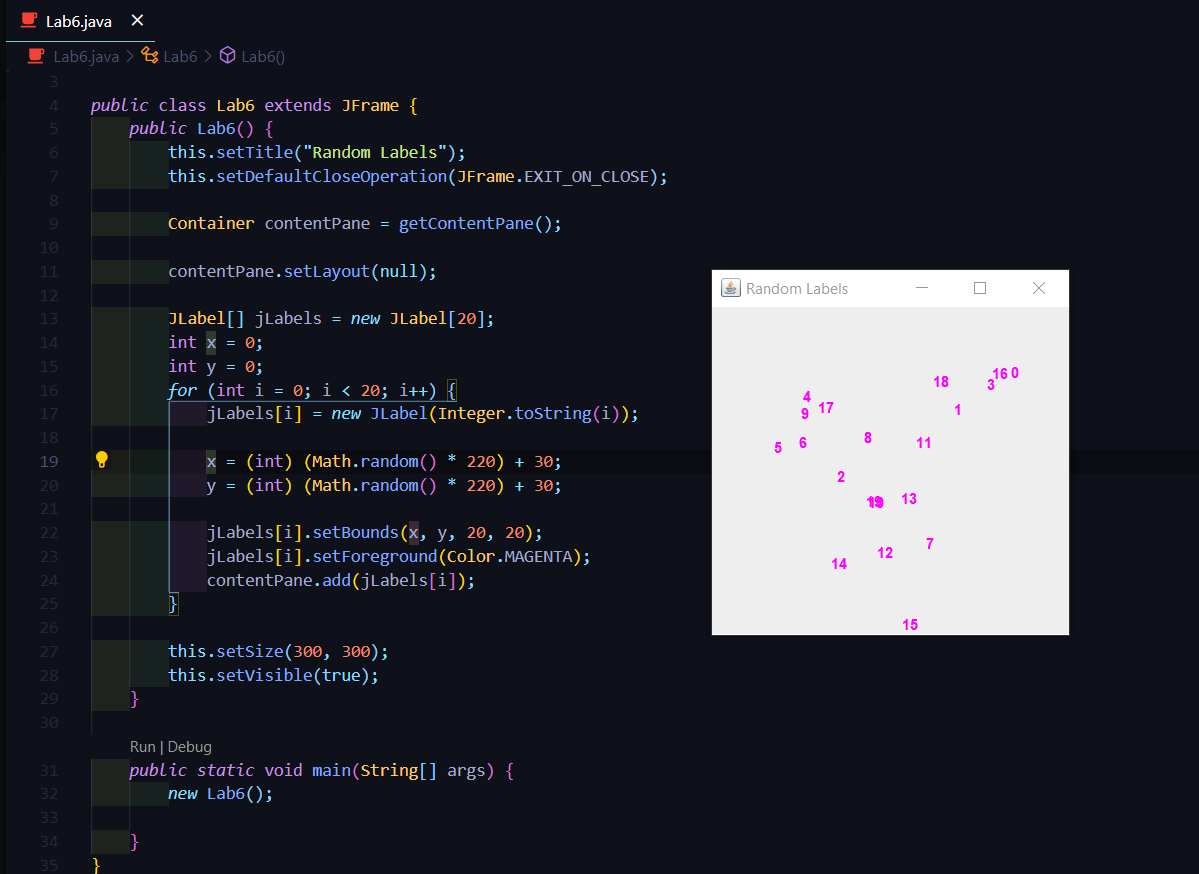 Lab6.java ×
Lab6.java > Lab6 > Lab6()
3
4 public class Lab6 extends JFrame {
5 public Lab6() {
6 this.setTitle("Random Labels");
7 this.setDefaultCloseOperation(JFrame.EXIT_ON_CLOSE);
8
9 Container contentPane = getContentPane();
10
11 contentPane.setLayout(null);
12
13 JLabel[] jLabels = new JLabel[20];
14 int x = 0;
15 int y = 0;
16 for (int i = 0; i < 20; i++) {
17 jLabels[i] = new JLabel(Integer.toString(i));
18
19 x = (int) (Math.random() * 220) + 30;
20 y = (int) (Math.random() * 220) + 30;
21
22 jLabels[i].setBounds(x, y, 20, 20);
23 jLabels[i].setForeground(Color.MAGENTA);
24 contentPane.add(jLabels[i]);
25 }
26
27 this.setSize(300, 300);
28 this.setVisible(true);
29 }
30
Run | Debug
31 public static void main(String[] args) {
32 new Lab6();
33
34 }
35 }
Random Labels
16 0
18 3
4
9 17 1
5 6 8 11
2
13
12 7
14
15